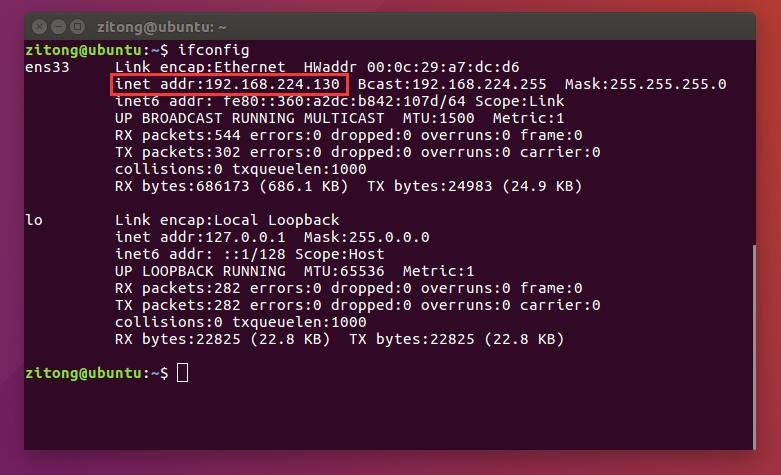 zitong@ubuntu: ~
zitong@ubuntu:~$ ifconfig
ens33     Link encap:Ethernet  HWaddr 00:0c:29:a7:dc:d6
          inet addr:192.168.224.130  Bcast:192.168.224.255  Mask:255.255.255.0
          inet6 addr: fe80::360:a2dc:b842:107d/64 Scope:Link
          UP BROADCAST RUNNING MULTICAST  MTU:1500  Metric:1
          RX packets:544 errors:0 dropped:0 overruns:0 frame:0
          TX packets:302 errors:0 dropped:0 overruns:0 carrier:0
          collisions:0 txqueuelen:1000
          RX bytes:686173 (686.1 KB)  TX bytes:24983 (24.9 KB)
lo        Link encap:Local Loopback
          inet addr:127.0.0.1  Mask:255.0.0.0
          inet6 addr: ::1/128 Scope:Host
          UP LOOPBACK RUNNING  MTU:65536  Metric:1
          RX packets:282 errors:0 dropped:0 overruns:0 frame:0
          TX packets:282 errors:0 dropped:0 overruns:0 carrier:0
          collisions:0 txqueuelen:1000
          RX bytes:22825 (22.8 KB)  TX bytes:22825 (22.8 KB)
zitong@ubuntu:~$